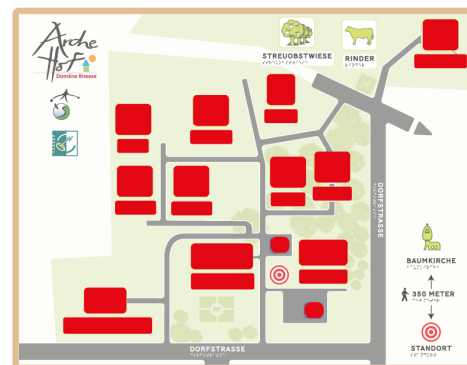 Arche
Hof
Domäne Kneese
STREUOBSTWIESE
RINDER
DORFSTRASSE
BAUMKIRCHE
350 METER
STANDORT
DORFSTRASSE